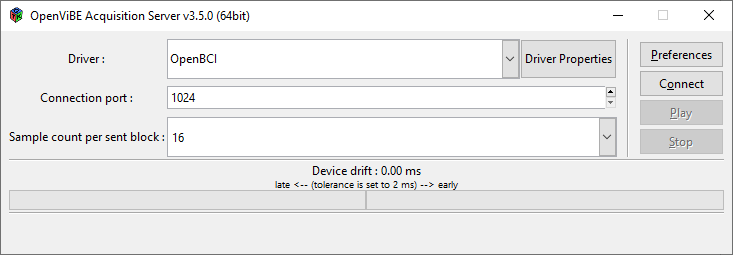 OpenViBE Acquisition Server v3.5.0 (64bit)
Driver :
OpenBCI
Driver Properties
Preferences
Connection port :
1024
Connect
Sample count per sent block :
16
Play
Stop
Device drift : 0.00 ms
late <-- (tolerance is set to 2 ms) --> early